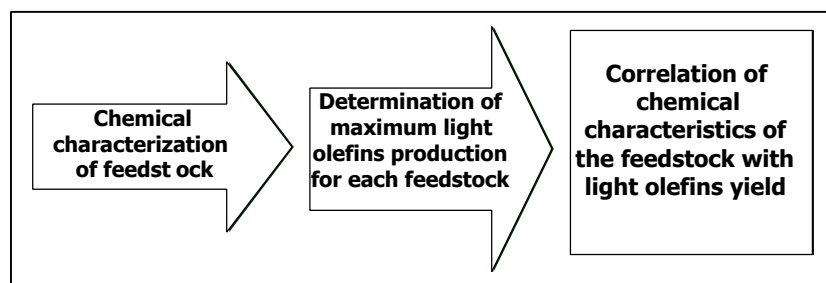 Chemical
characterization
of feedst ock
Determination of
maximum light
olefins production
for each feedstock
Correlation of
chemical
characteristics of
the feedstock with
light olefins yield